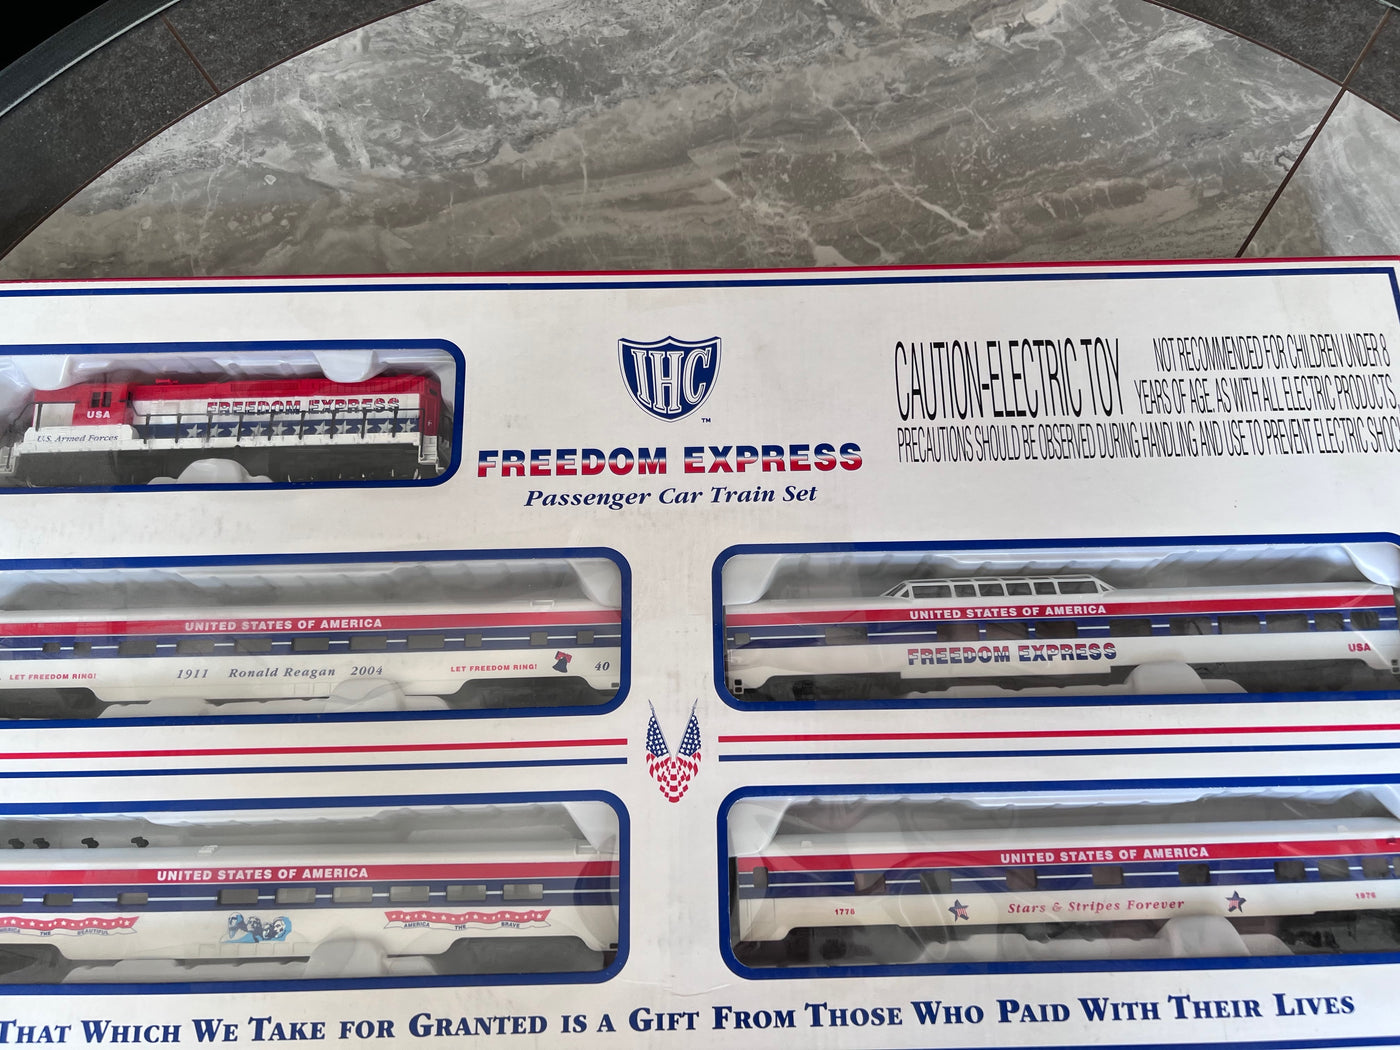 USA
FREEDOM EXPRESS
U.S. Armed Forces
IHC
™
FREEDOM EXPRESS
Passenger Car Train Set
CAUTION-ELECTRIC TOY
NOT RECOMMENDED FOR CHILDREN UNDER 8
YEARS OF AGE. AS WITH ALL ELECTRIC PRODUCTS,
PRECAUTIONS SHOULD BE OBSERVED DURING HANDLING AND USE TO PREVENT ELECTRIC
UNITED STATES OF AMERICA
LET FREEDOM RING!
1911 Ronald Reagan 2004
LET FREEDOM RING!
40
UNITED STATES OF AMERICA
FREEDOM EXPRESS
USA
UNITED STATES OF AMERICA
THE BEAUTIFUL
AMERICA THE BRAVE
UNITED STATES OF AMERICA
1776
Stars & Stripes Forever
1976
THAT WHICH WE TAKE FOR GRANTED IS A GIFT FROM THOSE WHO PAID WITH THEIR LIVES